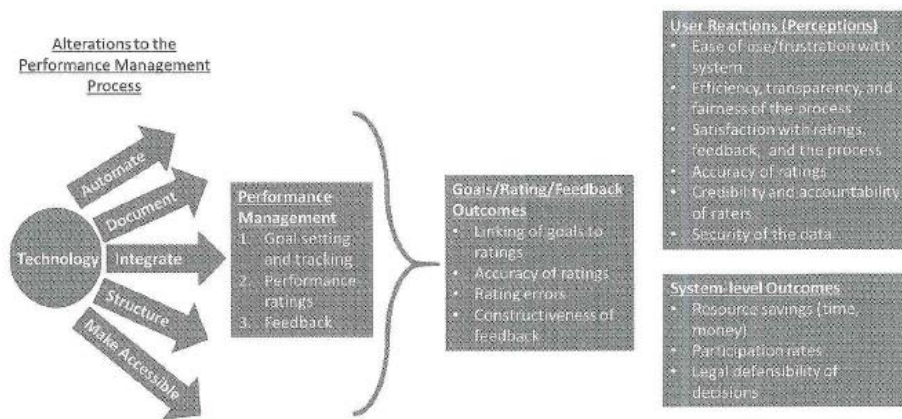 Alterations to the
Performance Management
Process
Technology
Automate
Document
Integrate
Structure
Make Accessible
Performance
Management
1. Goal setting
and tracking
2. Performance
ratings
3. Feedback
Goals/Rating/Feedback
Outcomes
• Linking of goals to
ratings
• Accuracy of ratings
• Rating errors
• Constructiveness of
feedback
User Reactions (Perceptions)
• Ease of use/frustration with
system
• Efficiency, transparency, and
fairness of the process
• Satisfaction with ratings,
feedback, and the process
• Accuracy of ratings
• Credibility and accountability
of raters
• Security of the data
System-level Outcomes
• Resource savings (time,
money)
• Participation rates
• Legal defensibility of
decisions